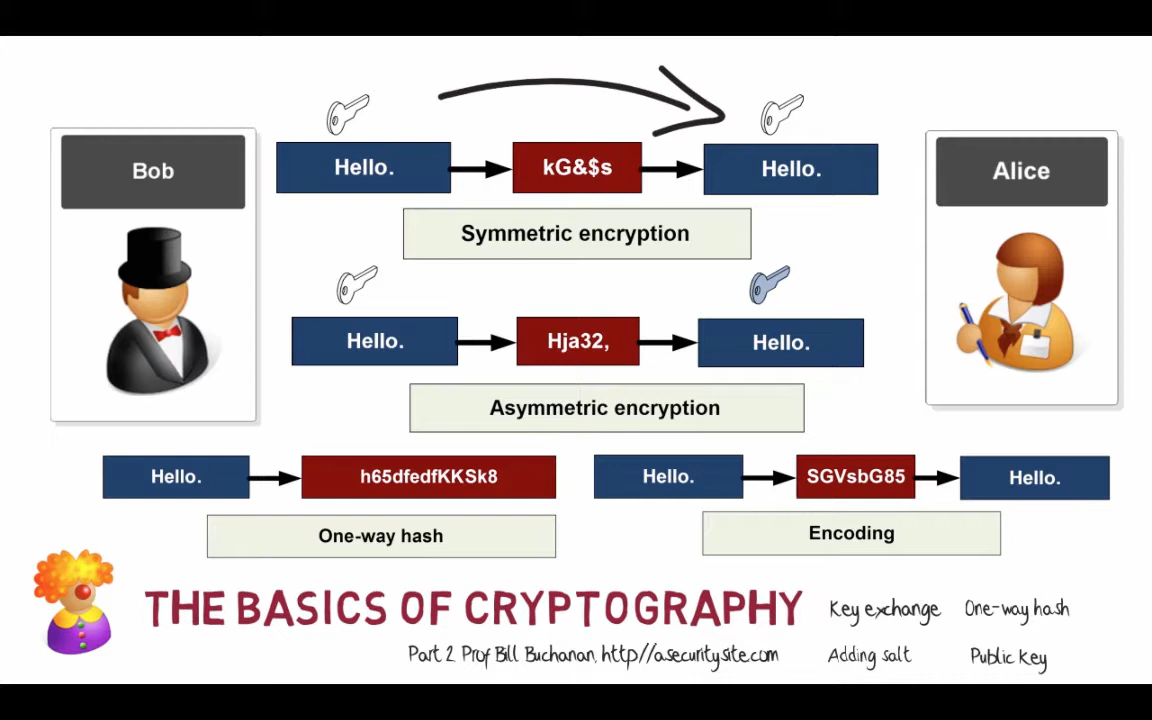 Bob
Hello.
kG&$s
Hello.
Alice
Symmetric encryption
Hello.
Hja32,
Hello.
Asymmetric encryption
Hello.
h65dfedfKKSk8
Hello.
SGVsbG85
Hello.
One-way hash
Encoding
THE BASICS OF CRYPTOGRAPHY
Key exchange
One-way hash
Part 2. Prof Bill Buchanan, http//asecuritysite.com
Adding salt
Public Key